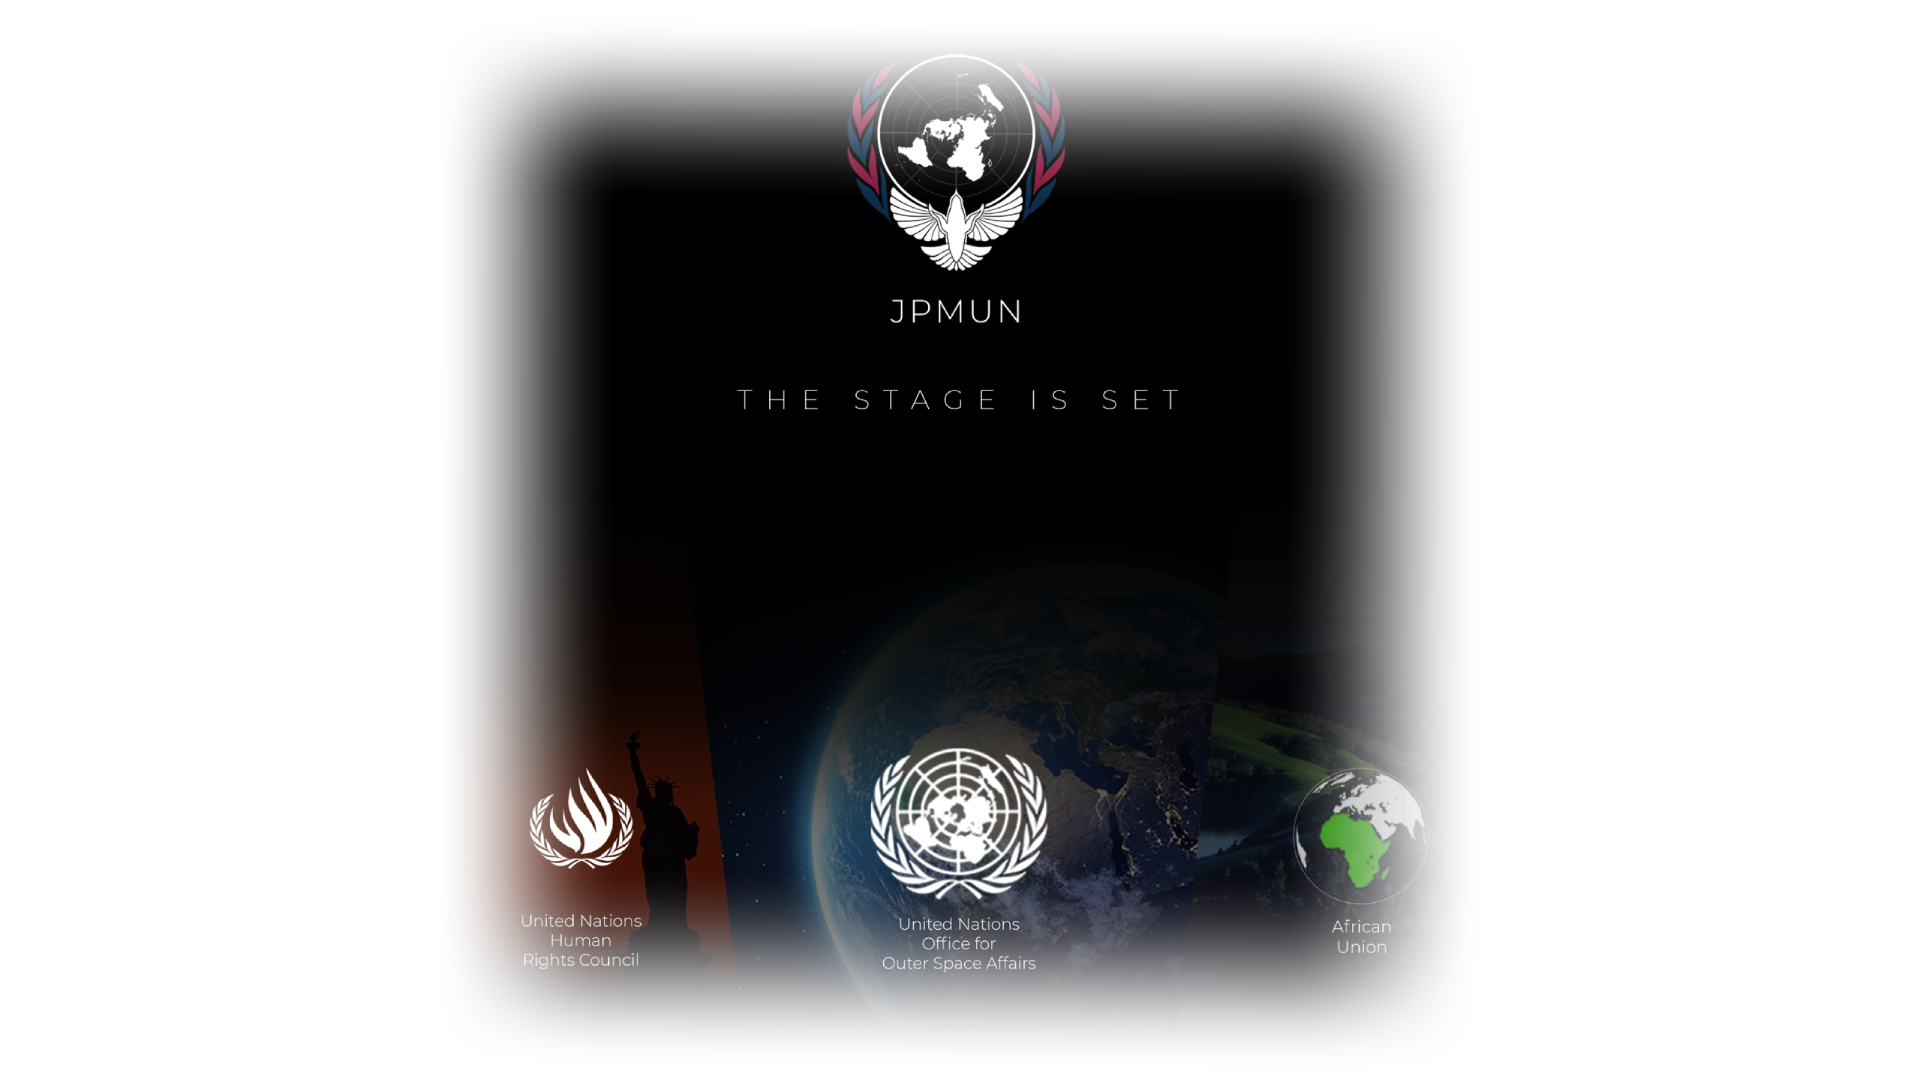 JPMUN
THE STAGE IS SET
United Nations
Human
Rights Council
United Nations
Office for
Outer Space Affairs
African
Union